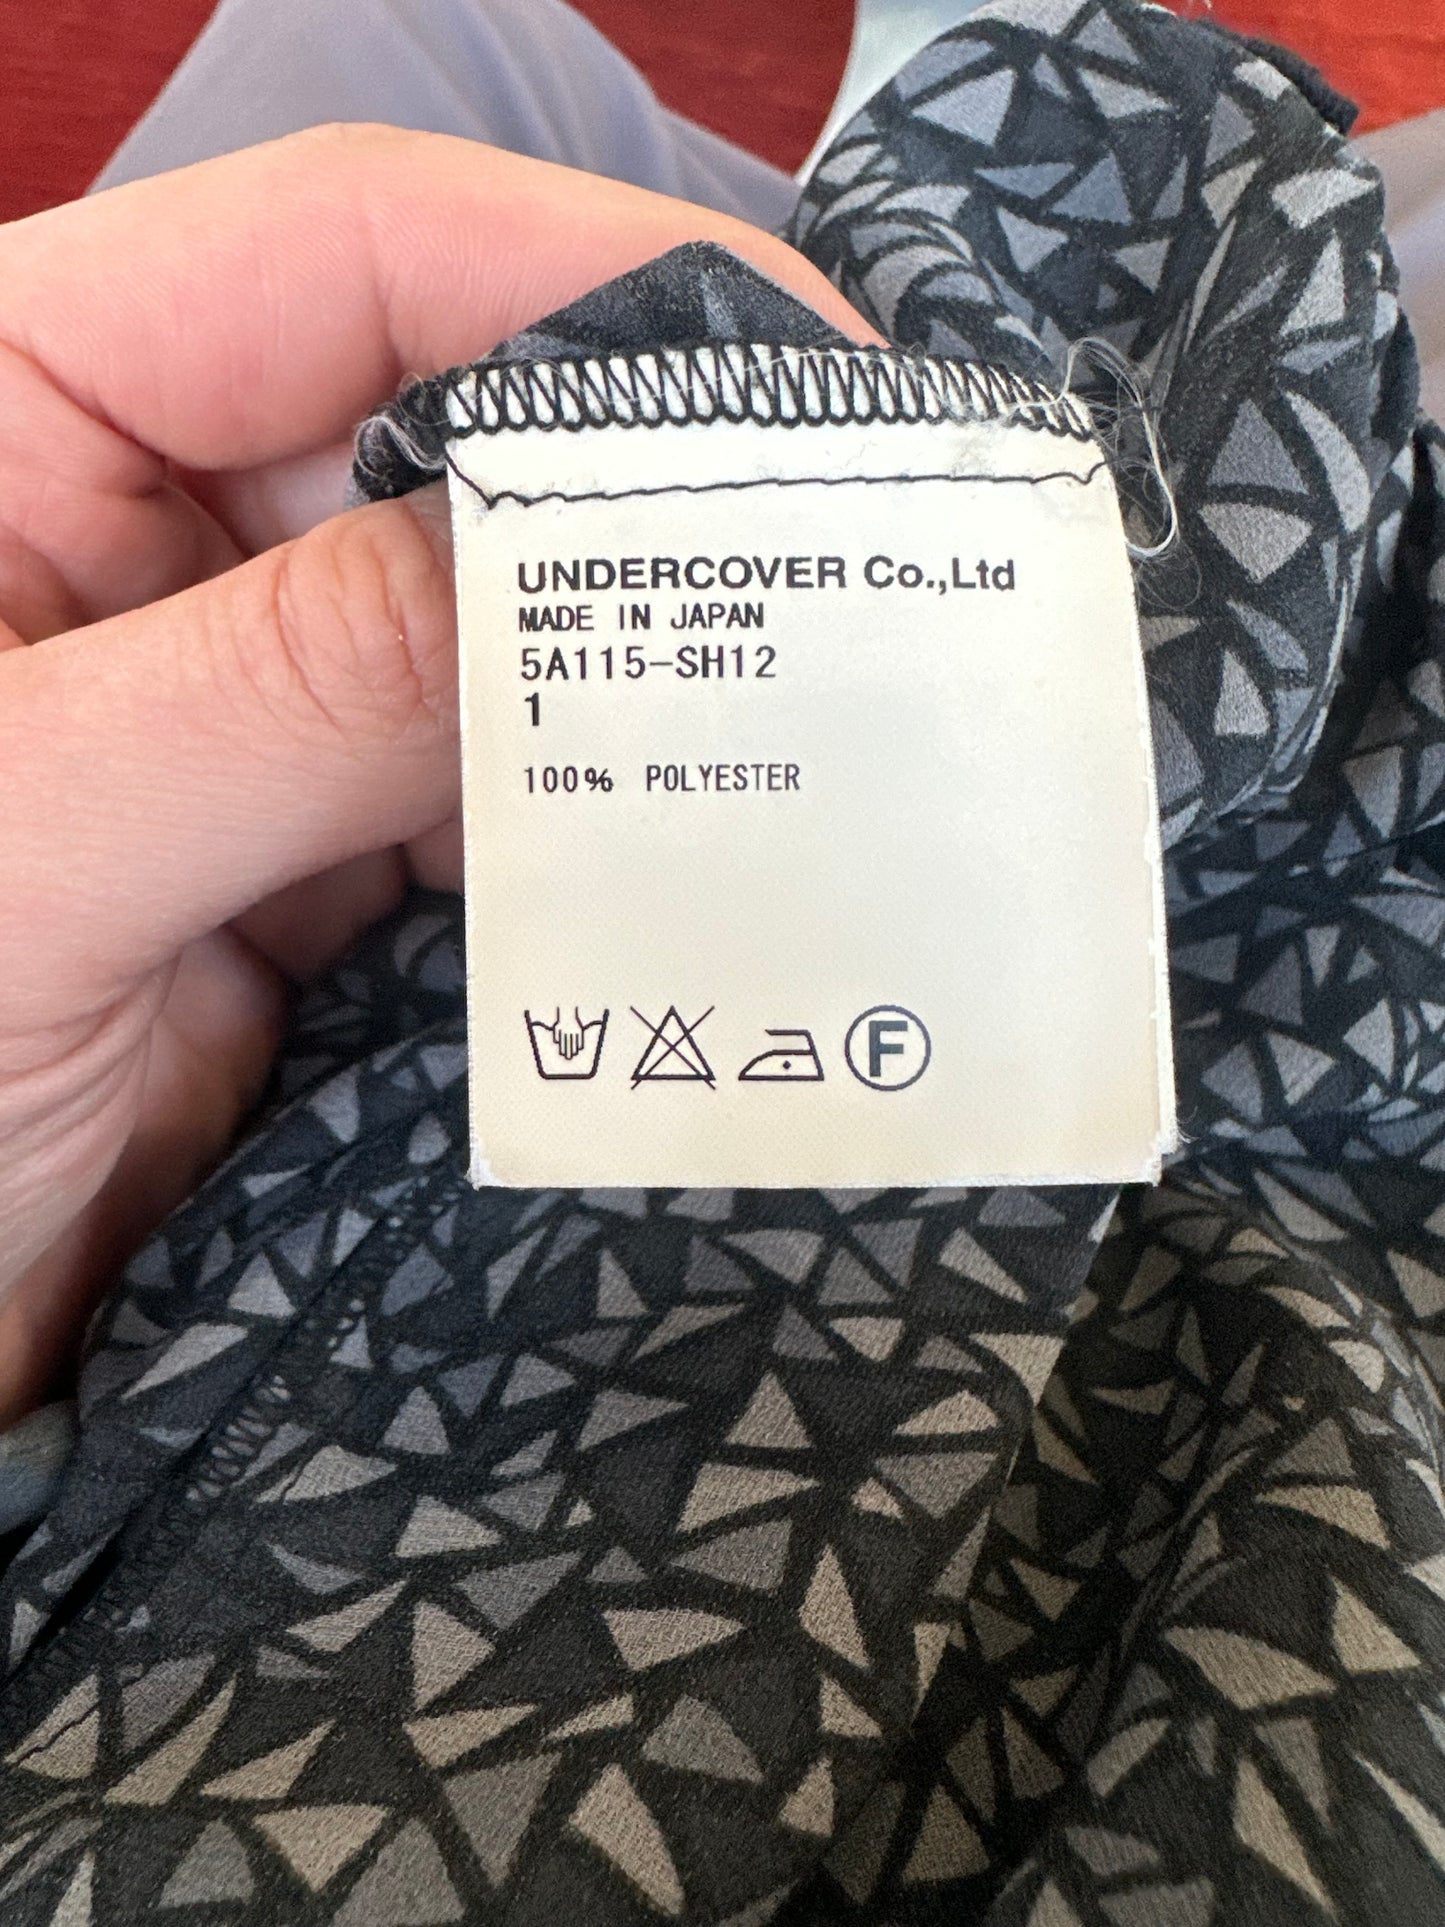 UNDERCOVER Co.,Ltd
MADE IN JAPAN
5A115-SH12
1
100% POLYESTER
F